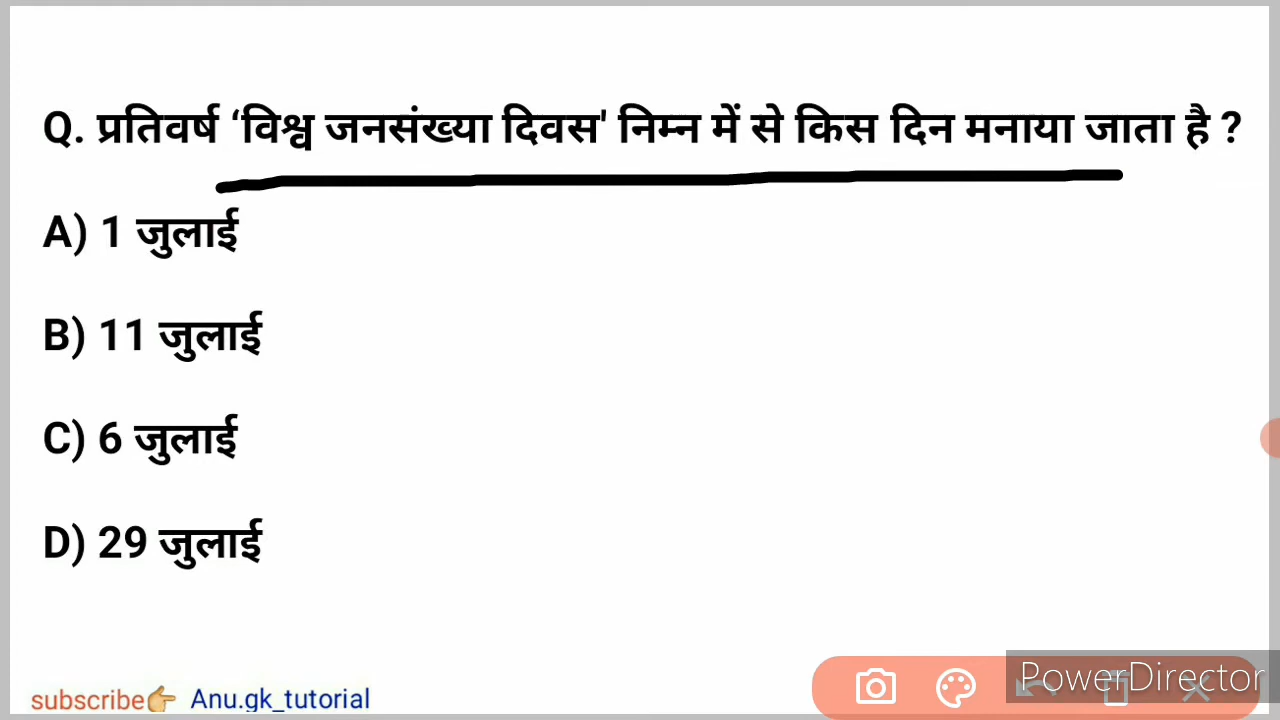 Q. प्रतिवर्ष ‘विश्व जनसंख्या दिवस' निम्न में से किस दिन मनाया जाता है ?
A) 1 जुलाई
B) 11 जुलाई
C) 6 जुलाई
D) 29 जुलाई
subscribe👉 Anu.gk_tutorial
PowerDirector